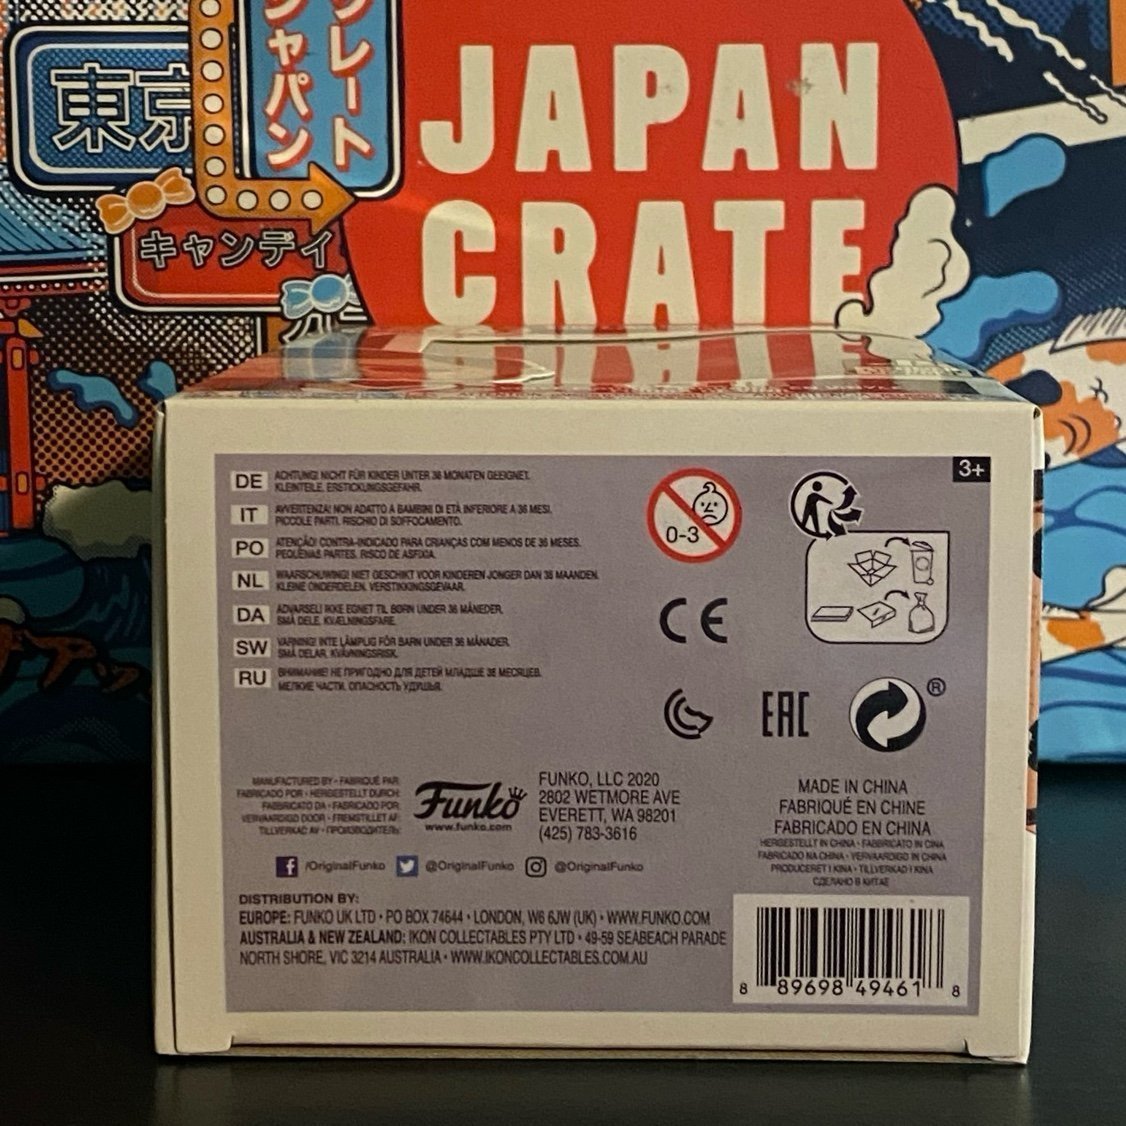 東京
クレート
ジャパン
キャンディ
JAPAN
CRATE
3+
DE ACHTUNG! NICHT FÜR KINDER UNTER 36 MONATEN GEEIGNET.
KLEINTEILE. ERSTICKUNGSGEFAHR.
IT AVVERTENZA! NON ADATTO A BAMBINI DI ETÀ INFERIORE A 36 MESI.
PICCOLE PARTI. RISCHIO DI SOFFOCAMENTO.
PO ATENÇÃO! CONTRA-INDICADO PARA CRIANÇAS COM MENOS DE 36 MESES.
PEQUENAS PARTES. RISCO DE ASFIXIA.
NL WAARSCHUWING! NIET GESCHIKT VOOR KINDEREN JONGER DAN 36 MAANDEN.
KLEINE ONDERDELEN. VERSTIKKINGSGEVAAR.
DA ADVARSEL! IKKE EGNET TIL BØRN UNDER 36 MÅNEDER.
SMÅ DELE. KVÆLNINGSFARE.
SW VARNING! INTE LÄMPLIG FÖR BARN UNDER 36 MÅNADER.
SMÅ DELAR. KVÄVNINGSRISK.
RU ВНИМАНИЕ! НЕ ПРИГОДНО ДЛЯ ДЕТЕЙ МЛАДШЕ 36 МЕСЯЦЕВ.
МЕЛКИЕ ЧАСТИ. ОПАСНОСТЬ УДУШЬЯ.
0-3
CE
EAC
®
MANUFACTURED BY • FABRIQUÉ PAR
FABRICADO POR • HERGESTELLT DURCH:
FABBRICATO DA • FABRICADO POR
VERVAARDIGD DOOR • FREMSTILLET AF:
TILLVERKAC AV • ПРОИЗВОДИТЕЛЬ:
Funko
www.funko.com
FUNKO, LLC 2020
2802 WETMORE AVE
EVERETT, WA 98201
(425) 783-3616
MADE IN CHINA
FABRIQUÉ EN CHINE
FABRICADO EN CHINA
HERGESTELLT IN CHINA • FABBRICATO IN CINA
FABRICADO NA CHINA • VERVAARDIGD IN CHINA
PRODUCERET I KINA • TILLVERKAD I KINA
СДЕЛАНО В КИТАЕ
/OriginalFunko @OriginalFunko @OriginalFunko
DISTRIBUTION BY:
EUROPE: FUNKO UK LTD • PO BOX 74644 • LONDON, W6 6JW (UK) • WWW.FUNKO.COM
AUSTRALIA & NEW ZEALAND: IKON COLLECTABLES PTY LTD • 49-59 SEABEACH PARADE
NORTH SHORE, VIC 3214 AUSTRALIA • WWW.IKONCOLLECTABLES.COM.AU
8 89698 49461 8